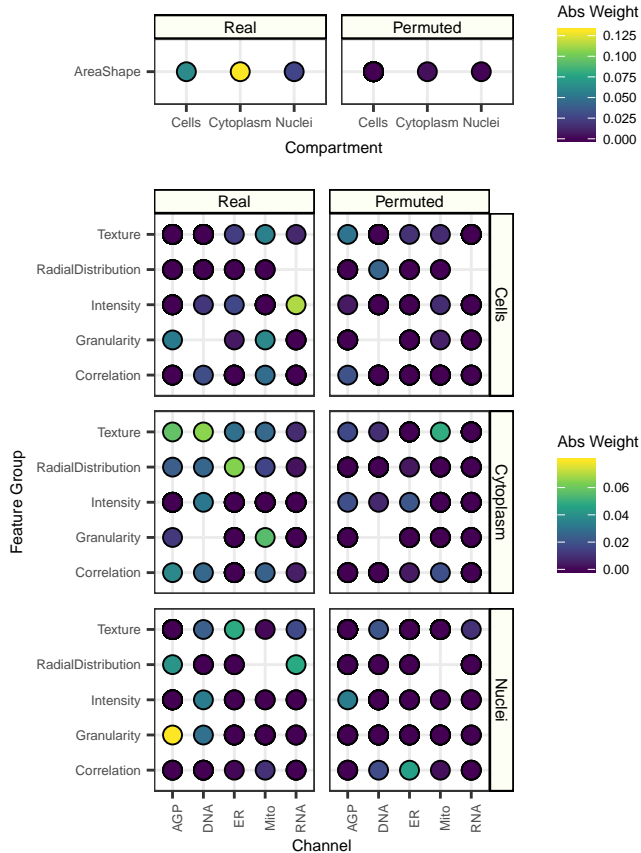 Real Permuted
AreaShape
Cells Cytoplasm Nuclei Cells Cytoplasm Nuclei
Compartment
Abs Weight
0.125
0.100
0.075
0.050
0.025
0.000
Real Permuted
Texture
RadialDistribution
Intensity
Granularity
Correlation
Cells
Texture
RadialDistribution
Intensity
Granularity
Correlation
Cytoplasm
Texture
RadialDistribution
Intensity
Granularity
Correlation
Nuclei
Feature Group
AGP DNA ER Mito RNA AGP DNA ER Mito RNA
Channel
Abs Weight
0.06
0.04
0.02
0.00